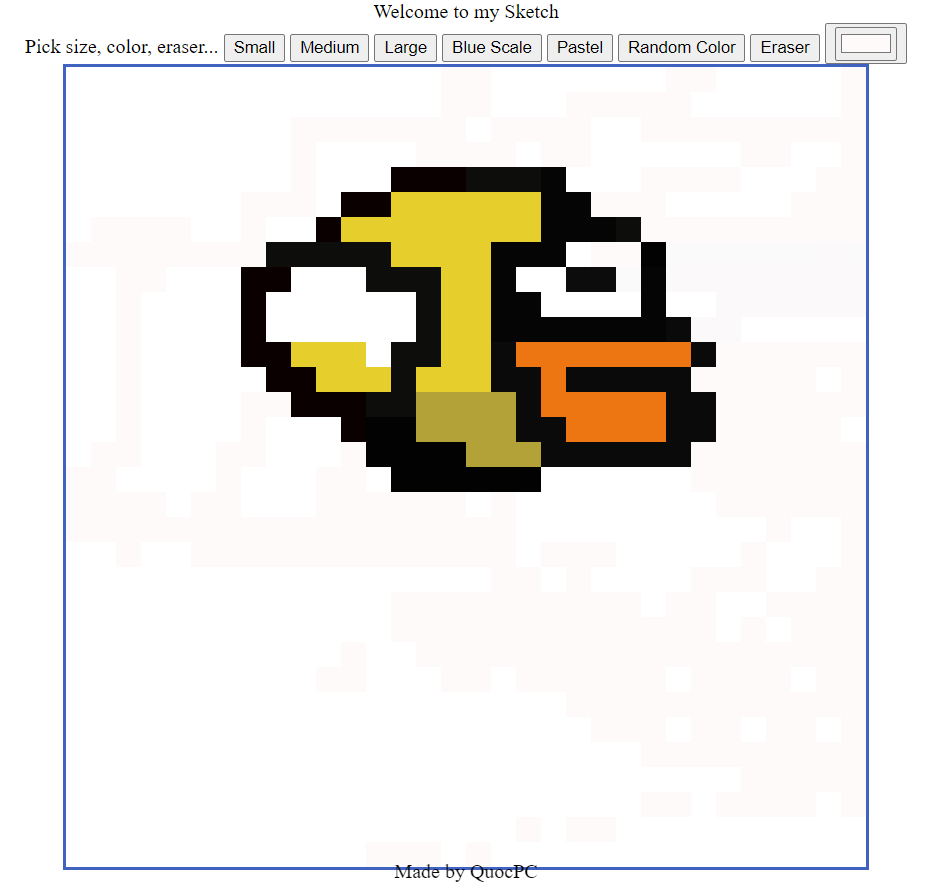 Welcome to my Sketch
Pick size, color, eraser... Small Medium Large Blue Scale Pastel Random Color Eraser
Made by QuocPC